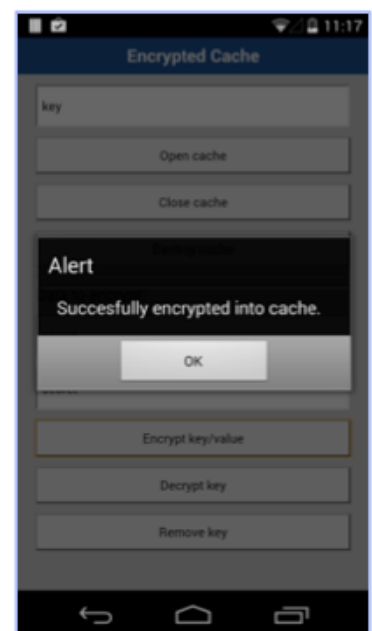 11:17
Encrypted Cache
key
Open cache
Close cache
Alert
Succesfully encrypted into cache.
OK
Encrypt key/value
Decrypt key
Remove key